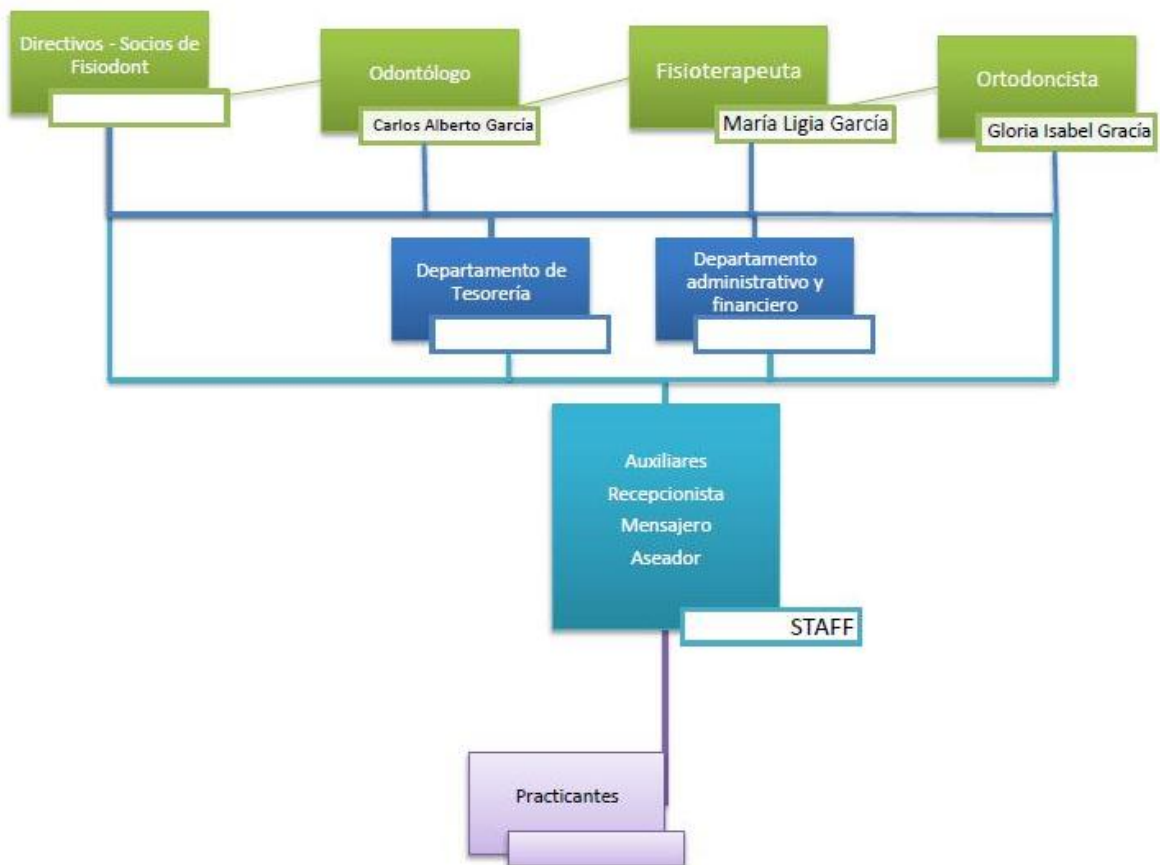 Directivos - Socios de
Fisiodont
Odontólogo
Carlos Alberto García
Fisioterapeuta
María Ligia García
Ortodoncista
Gloria Isabel Gracía
Departamento de
Tesorería
Departamento
administrativo y
financiero
Auxiliares
Recepcionista
Mensajero
Aseador
STAFF
Practicantes